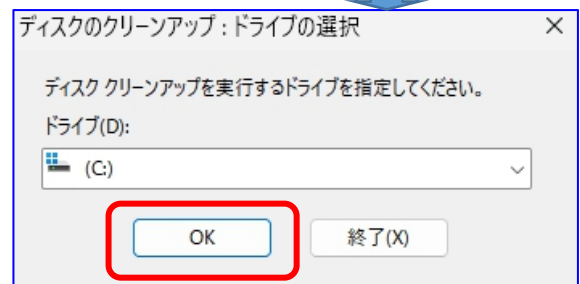 ディスクのクリーンアップ : ドライブの選択
ディスク クリーンアップを実行するドライブを指定してください。
ドライブ(D):
(C:)
OK
終了(X)